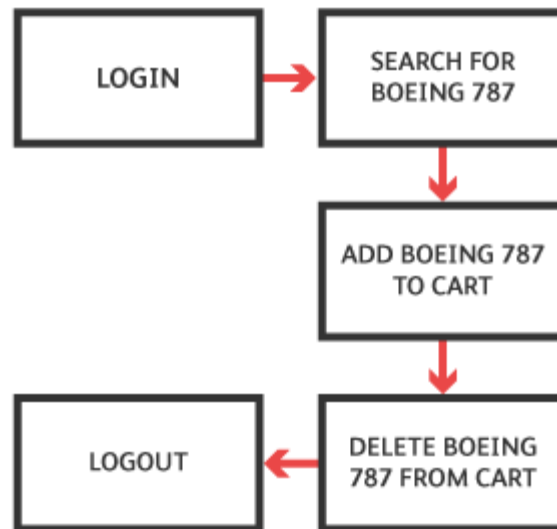 LOGIN
SEARCH FOR
BOEING 787
ADD BOEING 787
TO CART
DELETE BOEING
787 FROM CART
LOGOUT